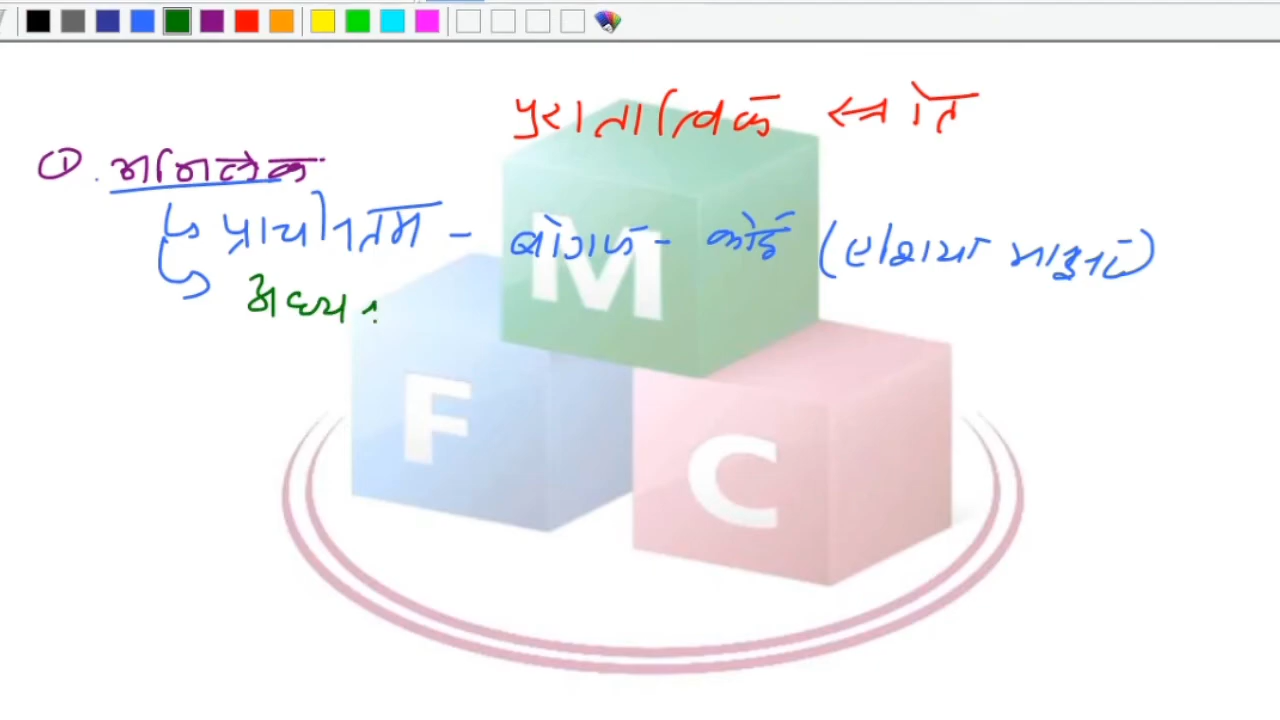 पुरातात्विक स्त्रोत
① अभिलेख
↳ प्राचीनतम - बोगज - कोई (एशिया माइनर)
↳ अध्य
M
F C